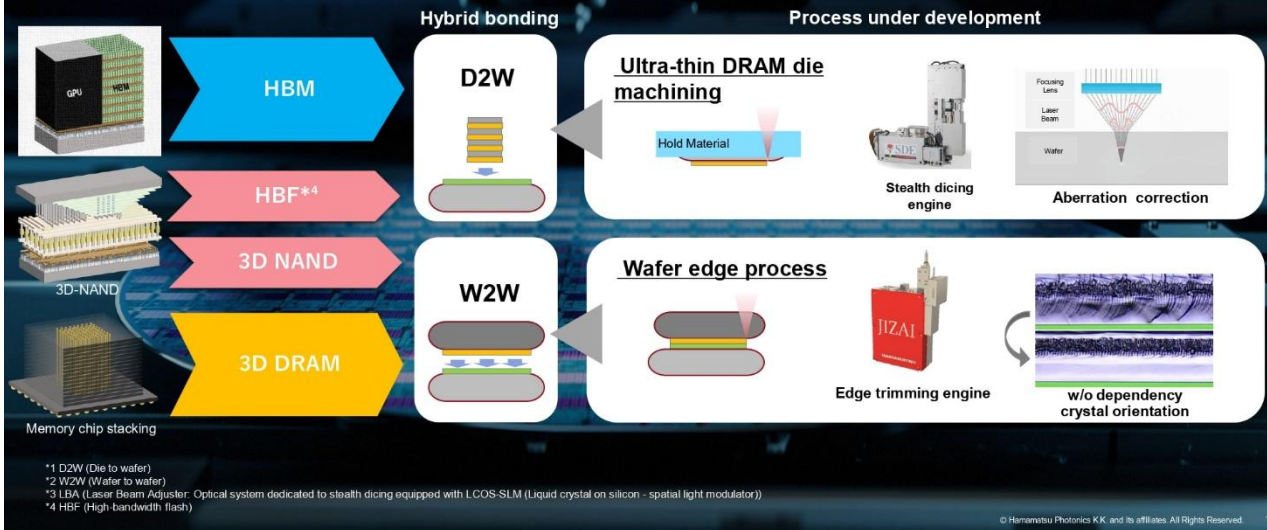 Hybrid bonding
Process under development
GPU
HBM
HBM
D2W
Ultra-thin DRAM die
machining
Hold Material
SDE
Stealth dicing
engine
Focusing
Lens
Laser
Beam
Wafer
Aberration correction
HBF*4
3D NAND
3D-NAND
3D DRAM
Memory chip stacking
W2W
Wafer edge process
JIZAI
HAMAMATSU
Edge trimming engine
w/o dependency
crystal orientation
*1 D2W (Die to wafer)
*2 W2W (Wafer to wafer)
*3 LBA (Laser Beam Adjuster: Optical system dedicated to stealth dicing equipped with LCOS-SLM (Liquid crystal on silicon - spatial light modulator))
*4 HBF (High-bandwidth flash)
© Hamamatsu Photonics K.K. and its affiliates. All Rights Reserved.